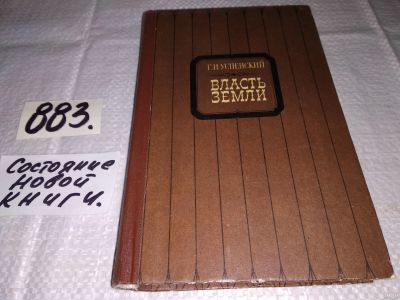 Г.И.УСПЕНСКИЙ
ВЛАСТЬ
ЗЕМЛИ
883.
Состояние
новой
книги.